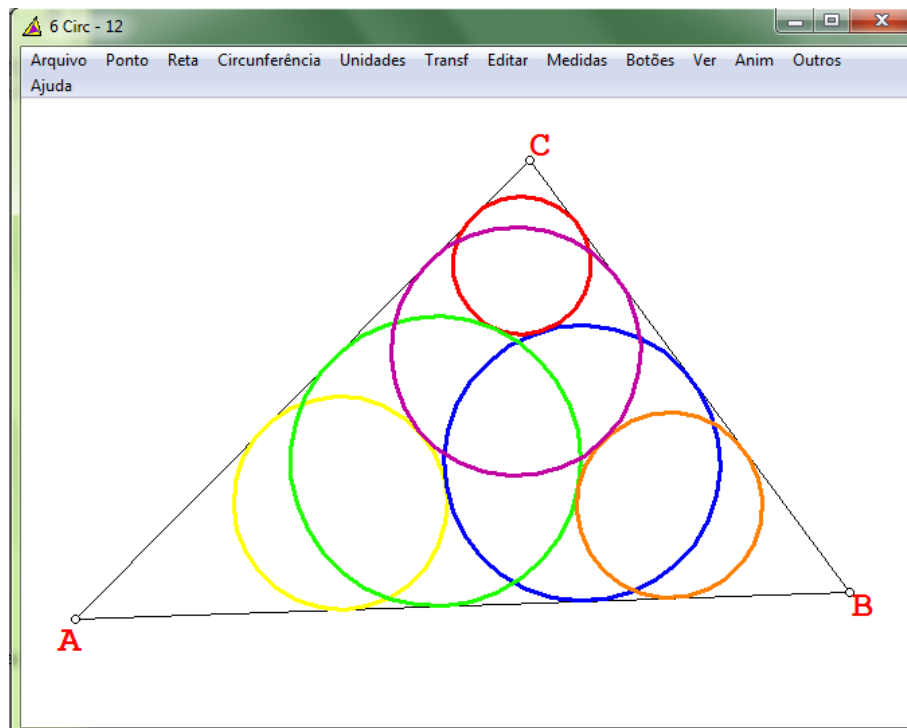 6 Circ - 12
Arquivo Ponto Reta Circunferência Unidades Transf Editar Medidas Botões Ver Anim Outros
Ajuda
C
A
B